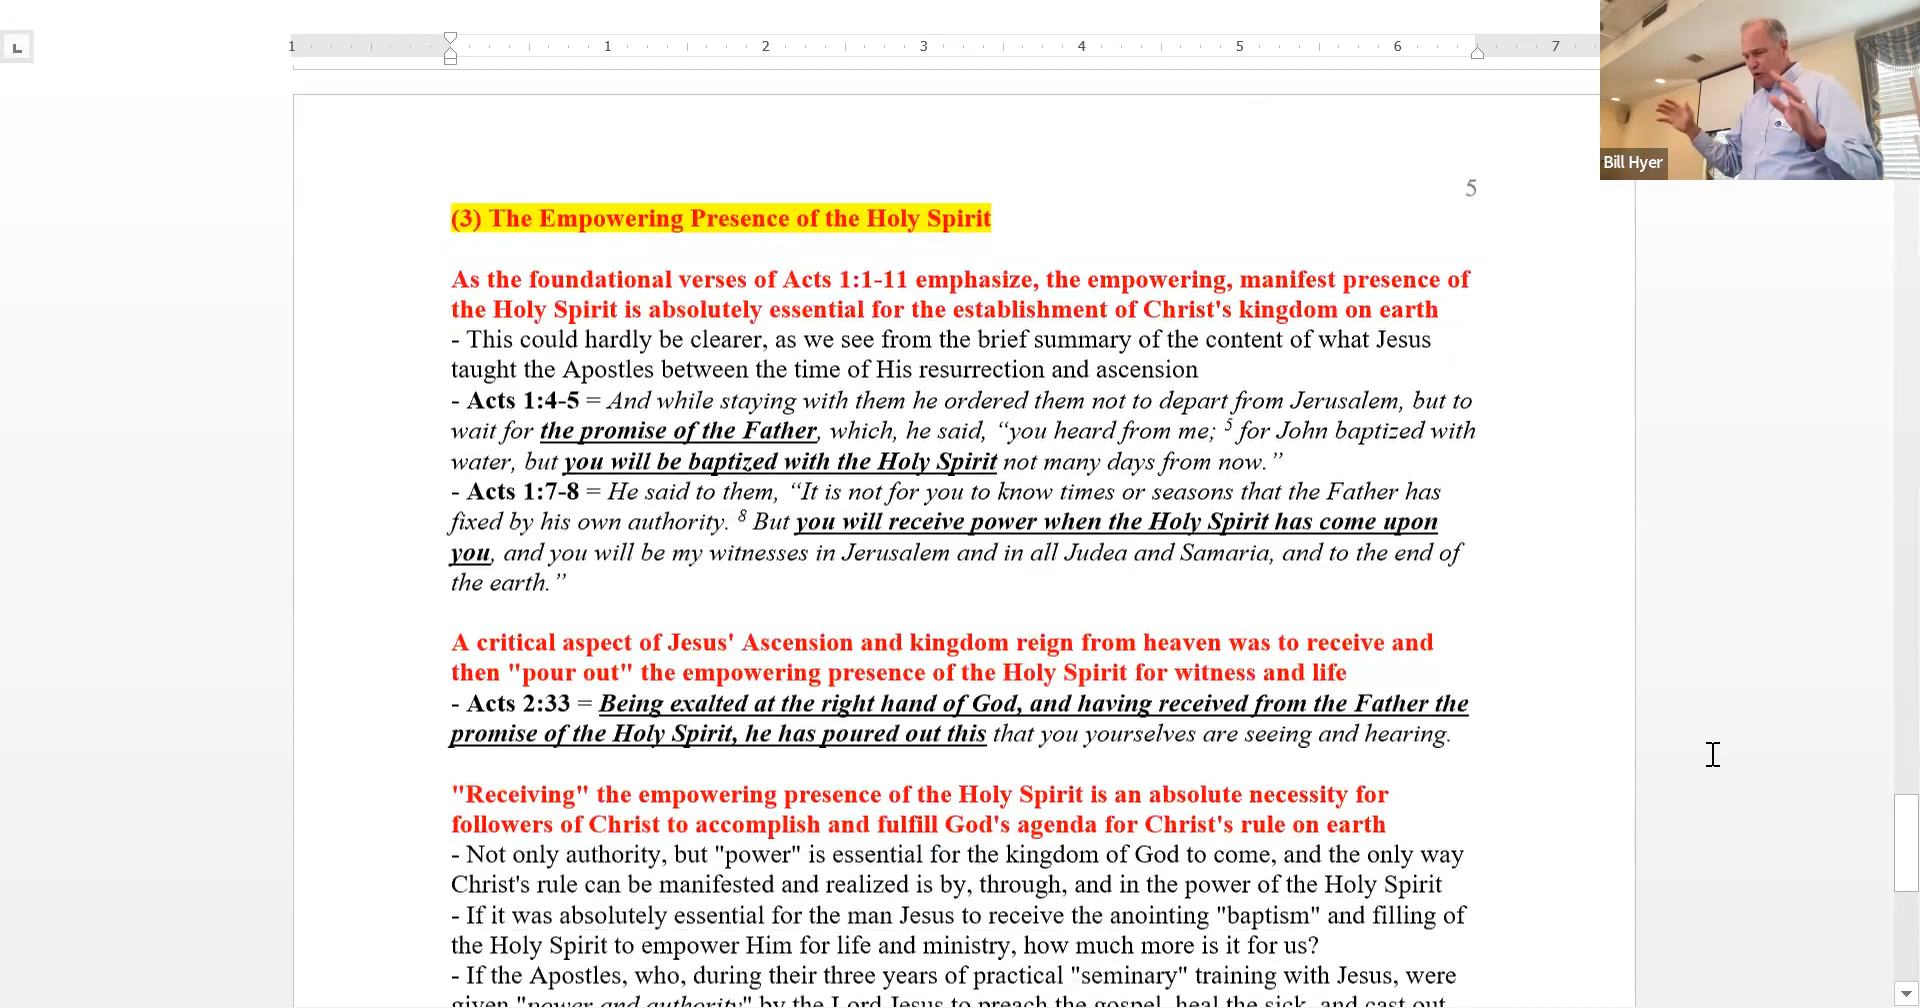 1 1 2 3 4 5 6 7
Bill Hyer
5
(3) The Empowering Presence of the Holy Spirit
As the foundational verses of Acts 1:1-11 emphasize, the empowering, manifest presence of
the Holy Spirit is absolutely essential for the establishment of Christ's kingdom on earth
- This could hardly be clearer, as we see from the brief summary of the content of what Jesus
taught the Apostles between the time of His resurrection and ascension
- Acts 1:4-5 = And while staying with them he ordered them not to depart from Jerusalem, but to
wait for the promise of the Father, which, he said, “you heard from me; 5 for John baptized with
water, but you will be baptized with the Holy Spirit not many days from now.”
- Acts 1:7-8 = He said to them, “It is not for you to know times or seasons that the Father has
fixed by his own authority. 8 But you will receive power when the Holy Spirit has come upon
you, and you will be my witnesses in Jerusalem and in all Judea and Samaria, and to the end of
the earth.”
A critical aspect of Jesus' Ascension and kingdom reign from heaven was to receive and
then "pour out" the empowering presence of the Holy Spirit for witness and life
- Acts 2:33 = Being exalted at the right hand of God, and having received from the Father the
promise of the Holy Spirit, he has poured out this that you yourselves are seeing and hearing.
"Receiving" the empowering presence of the Holy Spirit is an absolute necessity for
followers of Christ to accomplish and fulfill God's agenda for Christ's rule on earth
- Not only authority, but "power" is essential for the kingdom of God to come, and the only way
Christ's rule can be manifested and realized is by, through, and in the power of the Holy Spirit
- If it was absolutely essential for the man Jesus to receive the anointing "baptism" and filling of
the Holy Spirit to empower Him for life and ministry, how much more is it for us?
- If the Apostles, who, during their three years of practical "seminary" training with Jesus, were
given "power and authority" by the Lord Jesus to preach the gospel, heal the sick, and cast out